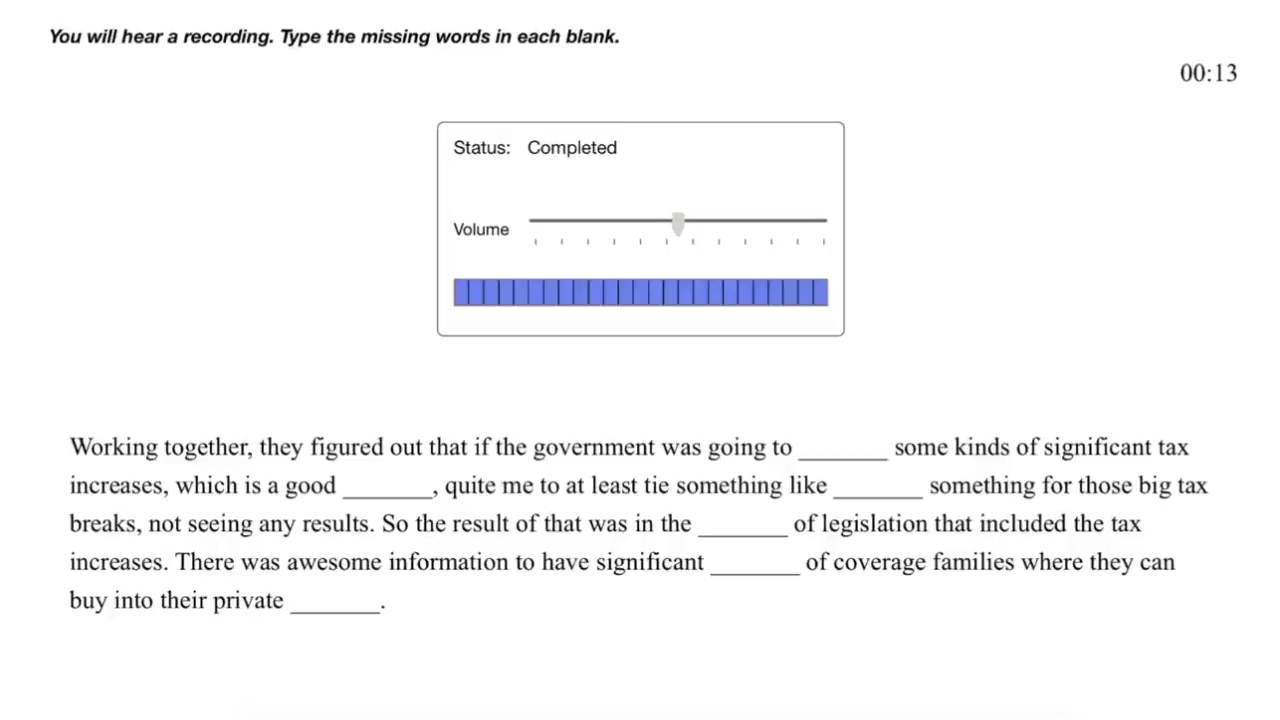 You will hear a recording. Type the missing words in each blank.
00:13
Status: Completed
Volume
Working together, they figured out that if the government was going to _______ some kinds of significant tax
increases, which is a good _______, quite me to at least tie something like _______ something for those big tax
breaks, not seeing any results. So the result of that was in the _______ of legislation that included the tax
increases. There was awesome information to have significant _______ of coverage families where they can
buy into their private _______.